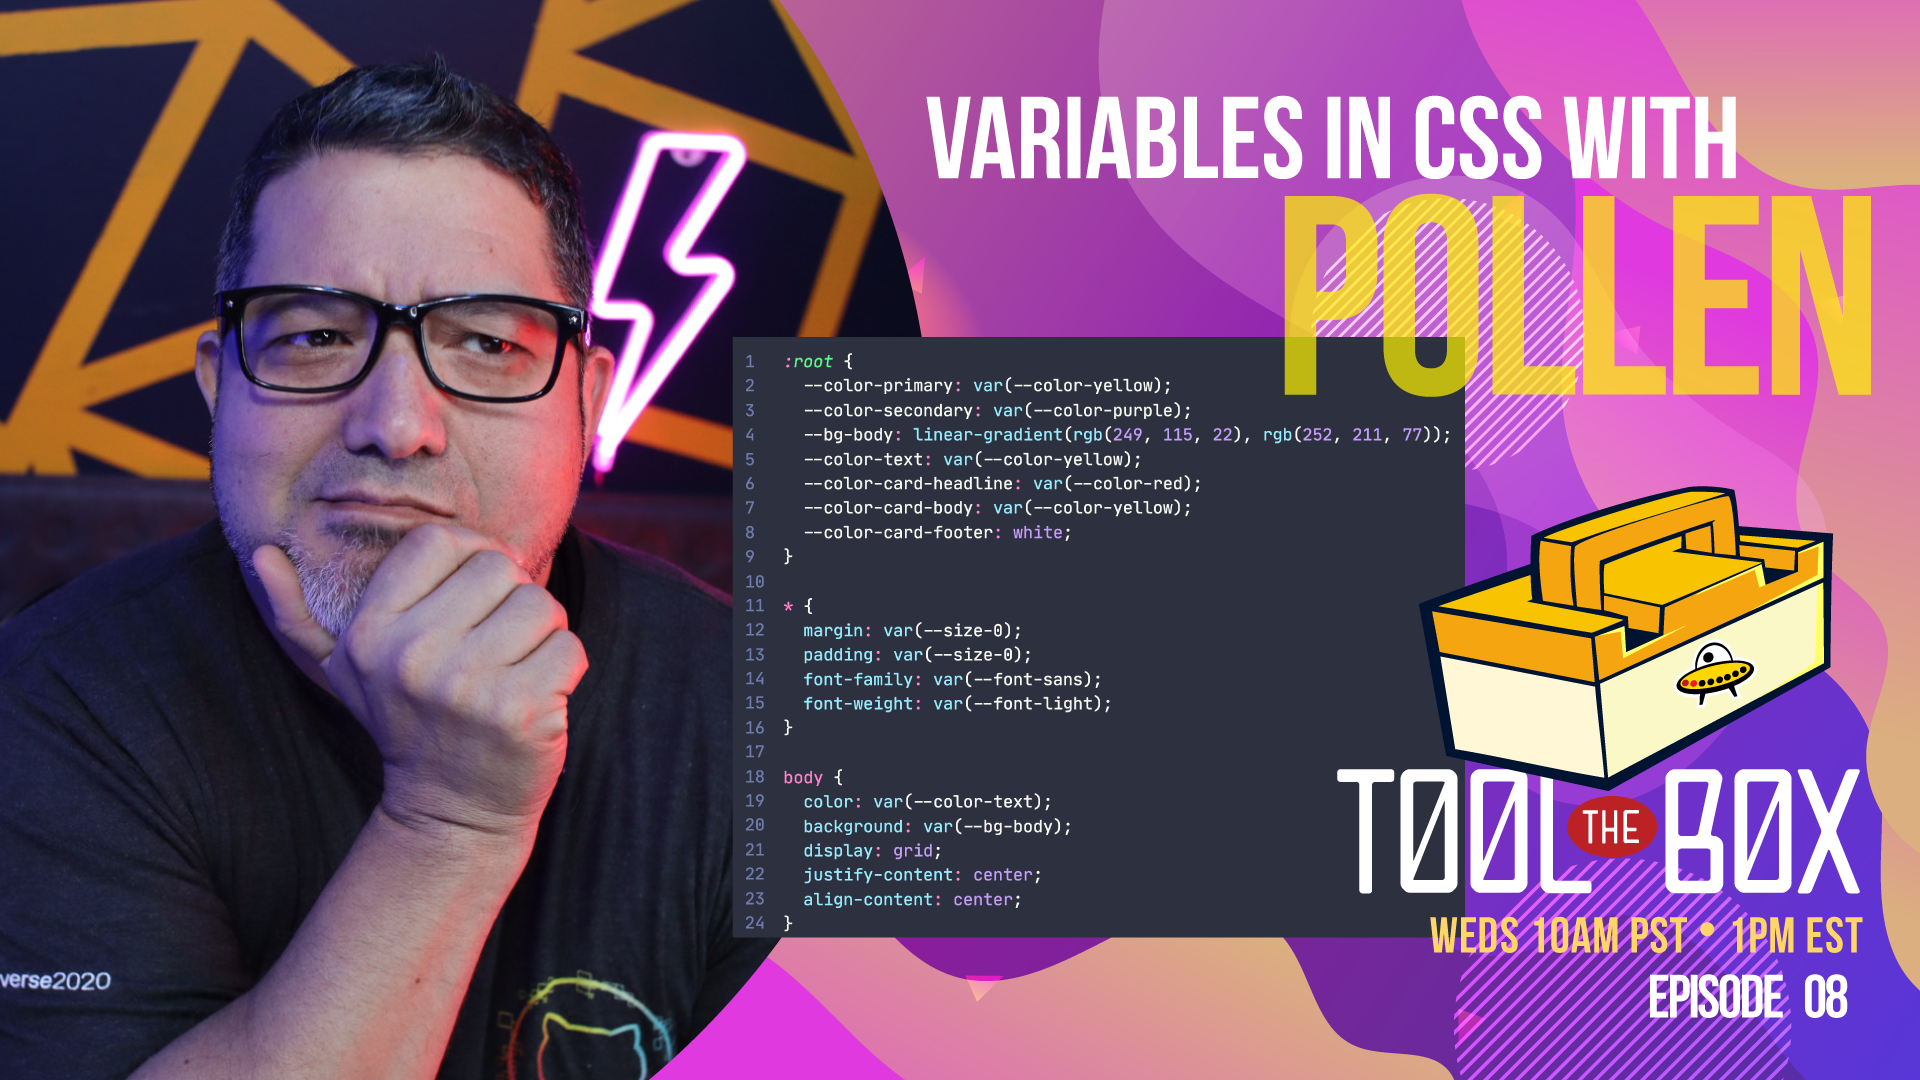 VARIABLES IN CSS WITH
POLLEN
1 :root {
2 --color-primary: var(--color-yellow);
3 --color-secondary: var(--color-purple);
4 --bg-body: linear-gradient(rgb(249, 115, 22), rgb(252, 211, 77));
5 --color-text: var(--color-yellow);
6 --color-card-headline: var(--color-red);
7 --color-card-body: var(--color-yellow);
8 --color-card-footer: white;
9 }
10
11 * {
12 margin: var(--size-0);
13 padding: var(--size-0);
14 font-family: var(--font-sans);
15 font-weight: var(--font-light);
16 }
17
18 body {
19 color: var(--color-text);
20 background: var(--bg-body);
21 display: grid;
22 justify-content: center;
23 align-content: center;
24 }
TOOL THE BOX
WEDS 10AM PST • 1PM EST
EPISODE 08
verse2020